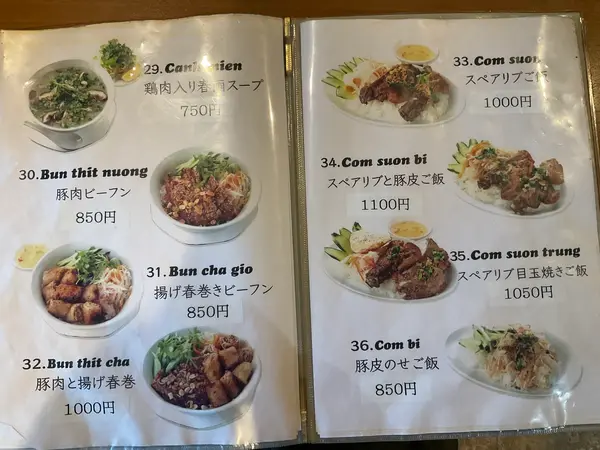 29.Canh mien
鶏肉入り春雨スープ
750円
30.Bun thit nuong
豚肉ビーフン
850円
31.Bun cha gio
揚げ春巻きビーフン
850円
32.Bun thit cha
豚肉と揚げ春巻
1000円
33.Com suon
スペアリブご飯
1000円
34.Com suon bi
スペアリブと豚皮ご飯
1100円
35.Com suon trung
スペアリブ目玉焼きご飯
1050円
36.Com bi
豚皮のせご飯
850円